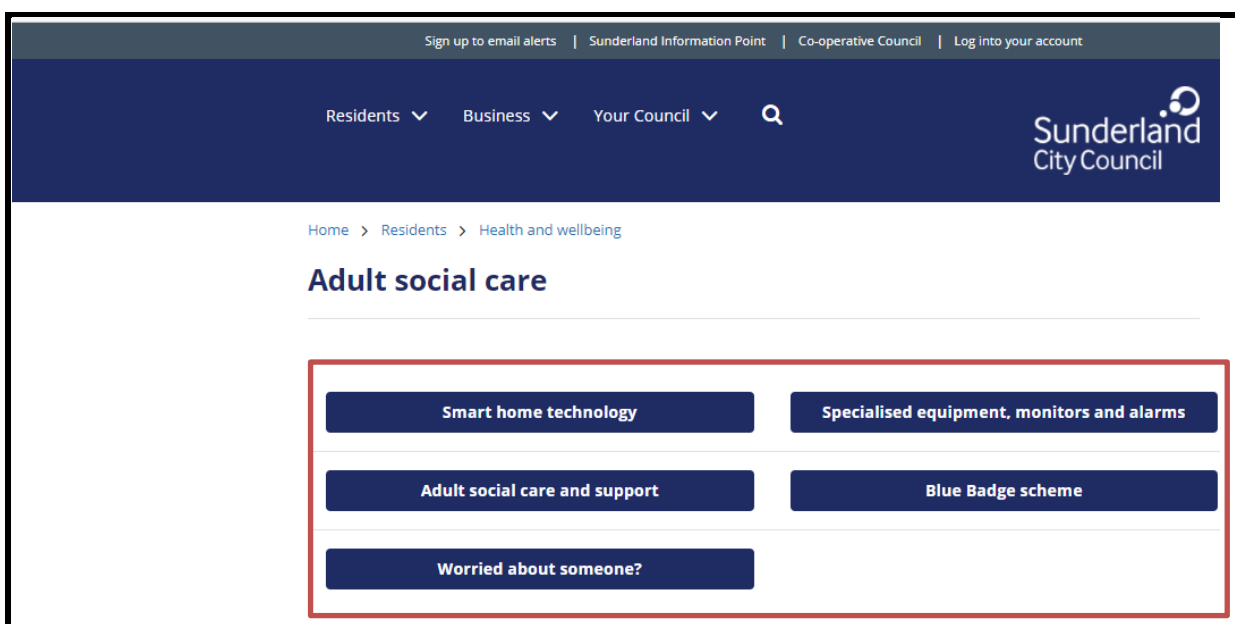 Sign up to email alerts | Sunderland Information Point | Co-operative Council | Log into your account
Residents Business Your Council
Sunderland
City Council
Home > Residents > Health and wellbeing
Adult social care
Smart home technology Specialised equipment, monitors and alarms
Adult social care and support Blue Badge scheme
Worried about someone?